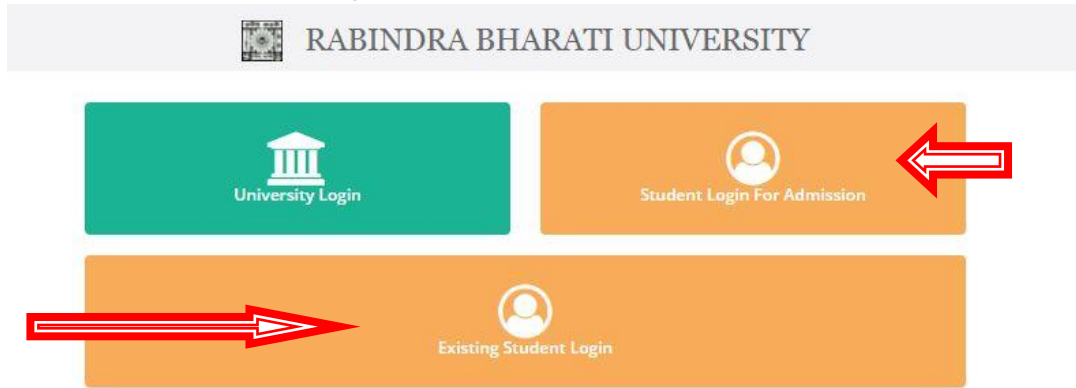 RABINDRA BHARATI UNIVERSITY
University Login
Student Login For Admission
Existing Student Login